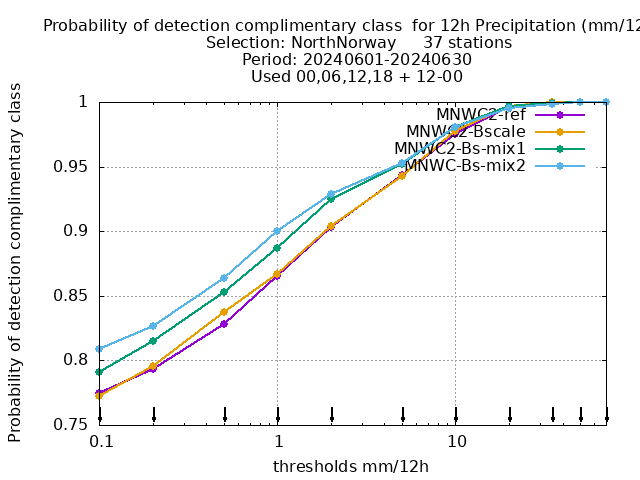 Probability of detection complimentary class  for 12h Precipitation (mm/12
Selection: NorthNorway     37 stations
Period: 20240601-20240630
Used 00,06,12,18 + 12-00
Probability of detection complimentary class
1
0.95
0.9
0.85
0.8
0.75
MNWC2-ref
MNWC2-Bscale
MNWC2-Bs-mix1
MNWC-Bs-mix2
0.1
1
10
thresholds mm/12h